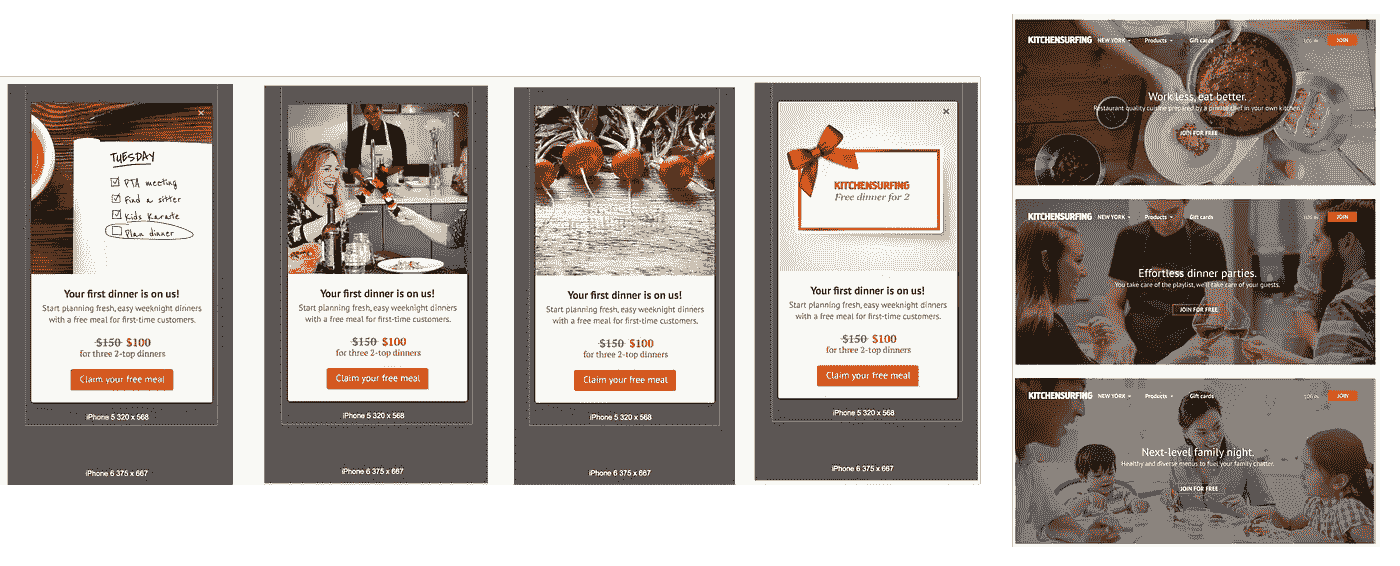 TUESDAY
PTA meeting
Find a sitter
Kids Karate
Plan dinner
Your first dinner is on us!
Start planning fresh, easy weeknight dinners
with a free meal for first-time customers.
$150 $100
for three 2-top dinners
Claim your free meal
iPhone 5 320 x 568
iPhone 6 375 x 667
Your first dinner is on us!
Start planning fresh, easy weeknight dinners
with a free meal for first-time customers.
$150 $100
for three 2-top dinners
Claim your free meal
iPhone 5 320 x 568
iPhone 6 375 x 667
Your first dinner is on us!
Start planning fresh, easy weeknight dinners
with a free meal for first-time customers.
$150 $100
for three 2-top dinners
Claim your free meal
iPhone 5 320 x 568
iPhone 6 375 x 667
KITCHENSURFING
Free dinner for 2
Your first dinner is on us!
Start planning fresh, easy weeknight dinners
with a free meal for first-time customers.
$150 $100
for three 2-top dinners
Claim your free meal
iPhone 5 320 x 568
iPhone 6 375 x 667
KITCHENSURFING NEW YORK Products Gift cards LOG IN JOIN
Work less, eat better.
Restaurant quality cuisine prepared by a private chef in your own kitchen.
JOIN FOR FREE
KITCHENSURFING NEW YORK Products Gift cards LOG IN JOIN
Effortless dinner parties.
You take care of the playlist, we'll take care of your guests.
JOIN FOR FREE
KITCHENSURFING NEW YORK Products Gift cards LOG IN JOIN
Next-level family night.
Healthy and diverse menus to fuel your family chatter.
JOIN FOR FREE